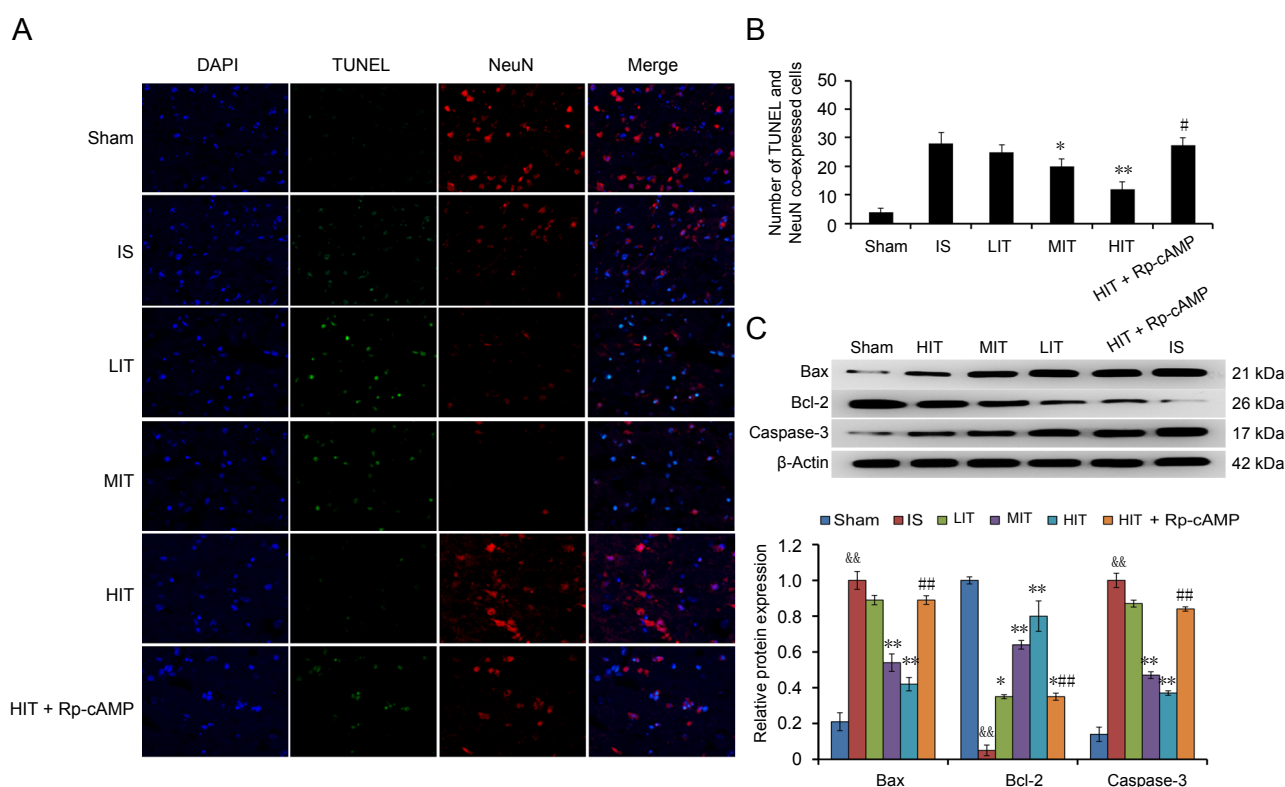 A
DAPI TUNEL NeuN Merge
Sham
IS
LIT
MIT
HIT
HIT + Rp-cAMP
B
Number of TUNEL and
NeuN co-expressed cells
50
40
30
20
10
0
*
**
#
Sham IS LIT MIT HIT HIT + Rp-cAMP
C
Sham HIT MIT LIT HIT + Rp-cAMP IS
Bax 21 kDa
Bcl-2 26 kDa
Caspase-3 17 kDa
β-Actin 42 kDa
Sham IS LIT MIT HIT HIT + Rp-cAMP
Relative protein expression
1.2
1.0
0.8
0.6
0.4
0.2
0
&& ** ** ##
&& * ** ** *##
&& ** ** ##
Bax Bcl-2 Caspase-3